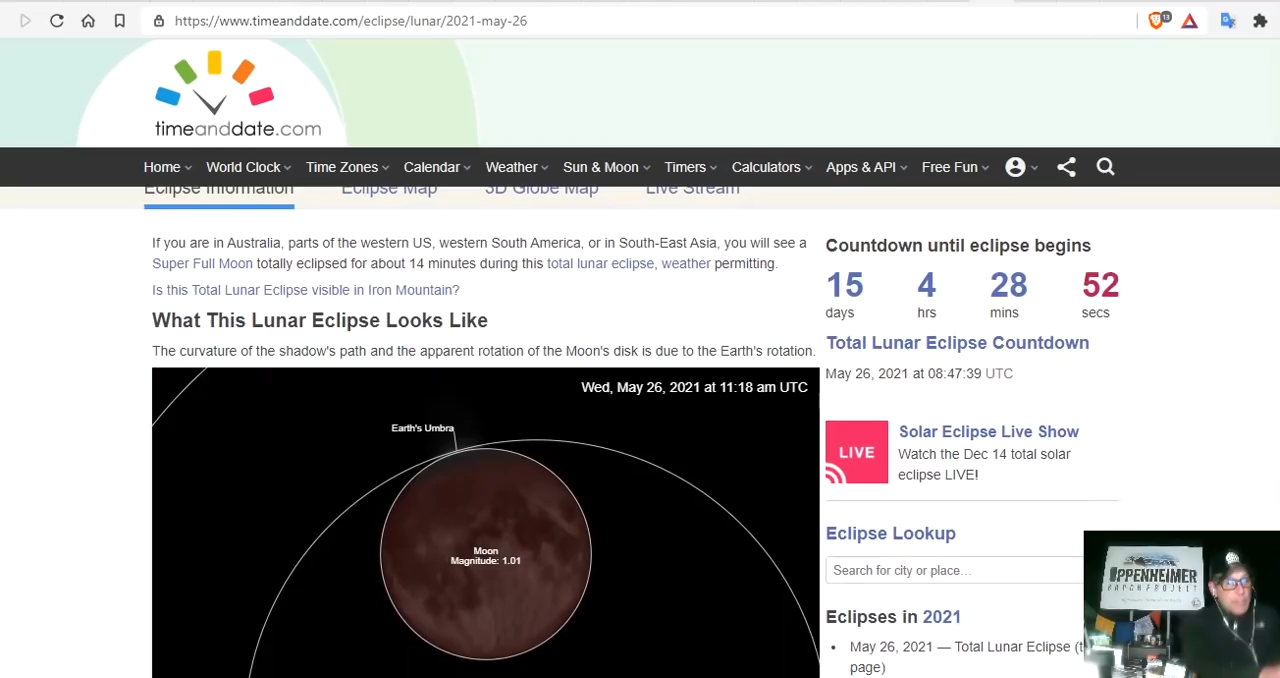 https://www.timeanddate.com/eclipse/lunar/2021-may-26
13
timeanddate.com
Home World Clock Time Zones Calendar Weather Sun & Moon Timers Calculators Apps & API Free Fun
Eclipse Information Eclipse Map 3D Globe Map Live Stream
If you are in Australia, parts of the western US, western South America, or in South-East Asia, you will see a
Super Full Moon totally eclipsed for about 14 minutes during this total lunar eclipse, weather permitting.
Is this Total Lunar Eclipse visible in Iron Mountain?
What This Lunar Eclipse Looks Like
The curvature of the shadow's path and the apparent rotation of the Moon's disk is due to the Earth's rotation.
Wed, May 26, 2021 at 11:18 am UTC
Earth's Umbra
Moon
Magnitude: 1.01
Countdown until eclipse begins
15 4 28 52
days hrs mins secs
Total Lunar Eclipse Countdown
May 26, 2021 at 08:47:39 UTC
LIVE
Solar Eclipse Live Show
Watch the Dec 14 total solar
eclipse LIVE!
Eclipse Lookup
Search for city or place...
Eclipses in 2021
• May 26, 2021 — Total Lunar Eclipse (t
page)
OPPENHEIMER
RANCH PROJECT